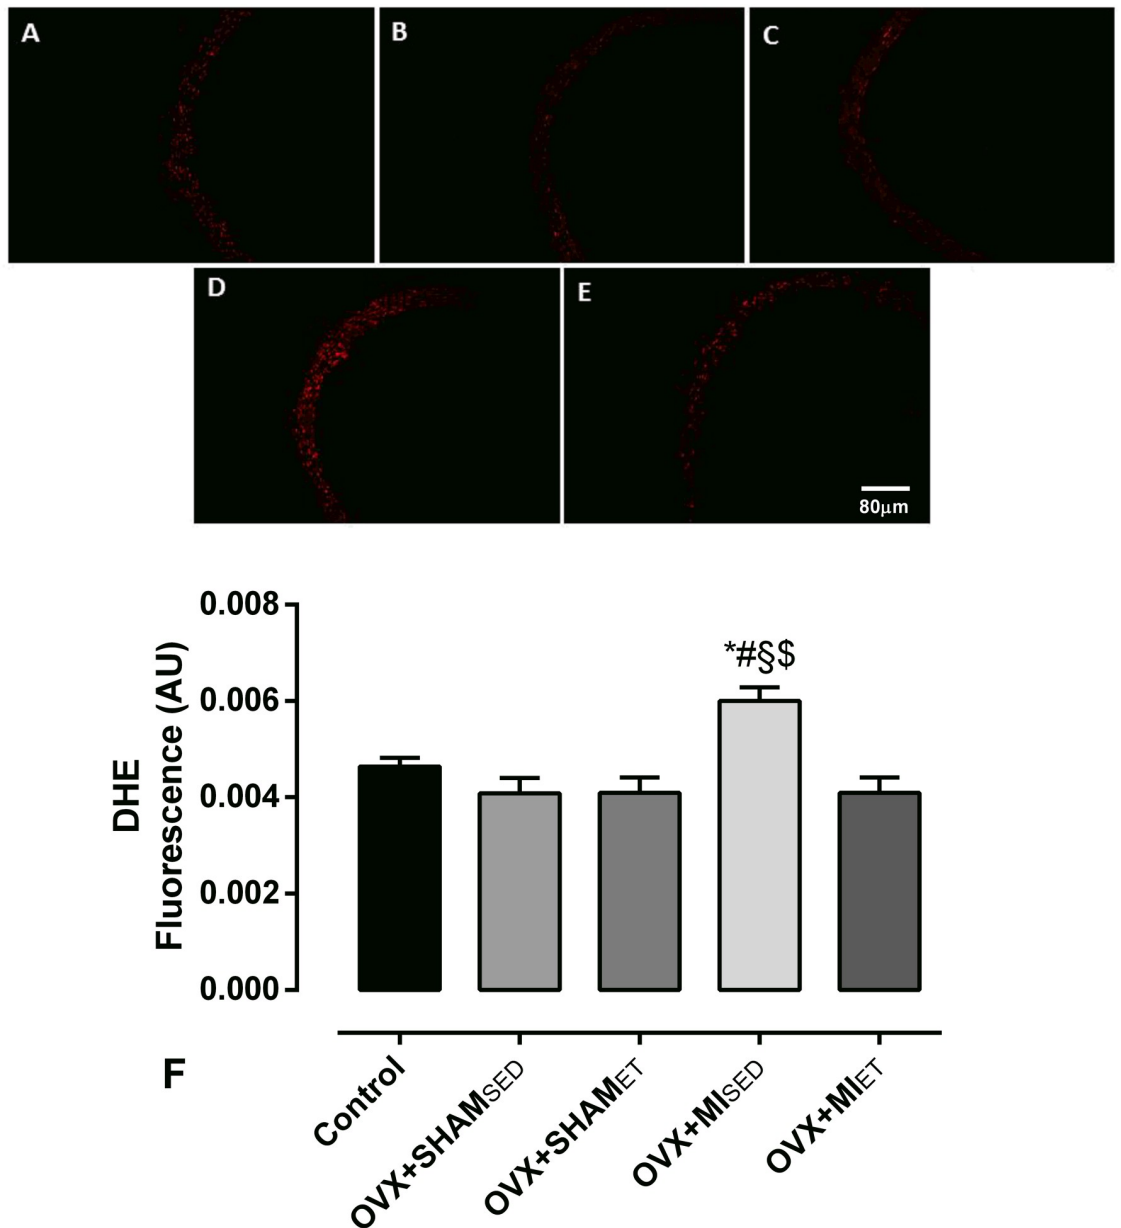 A
B
C
D
E
80μm
0.008
0.006
0.004
0.002
0.000
DHE
Fluorescence (AU)
*#§$
F
Control
OVX+SHAMSED
OVX+SHAMET
OVX+MISED
OVX+MIET